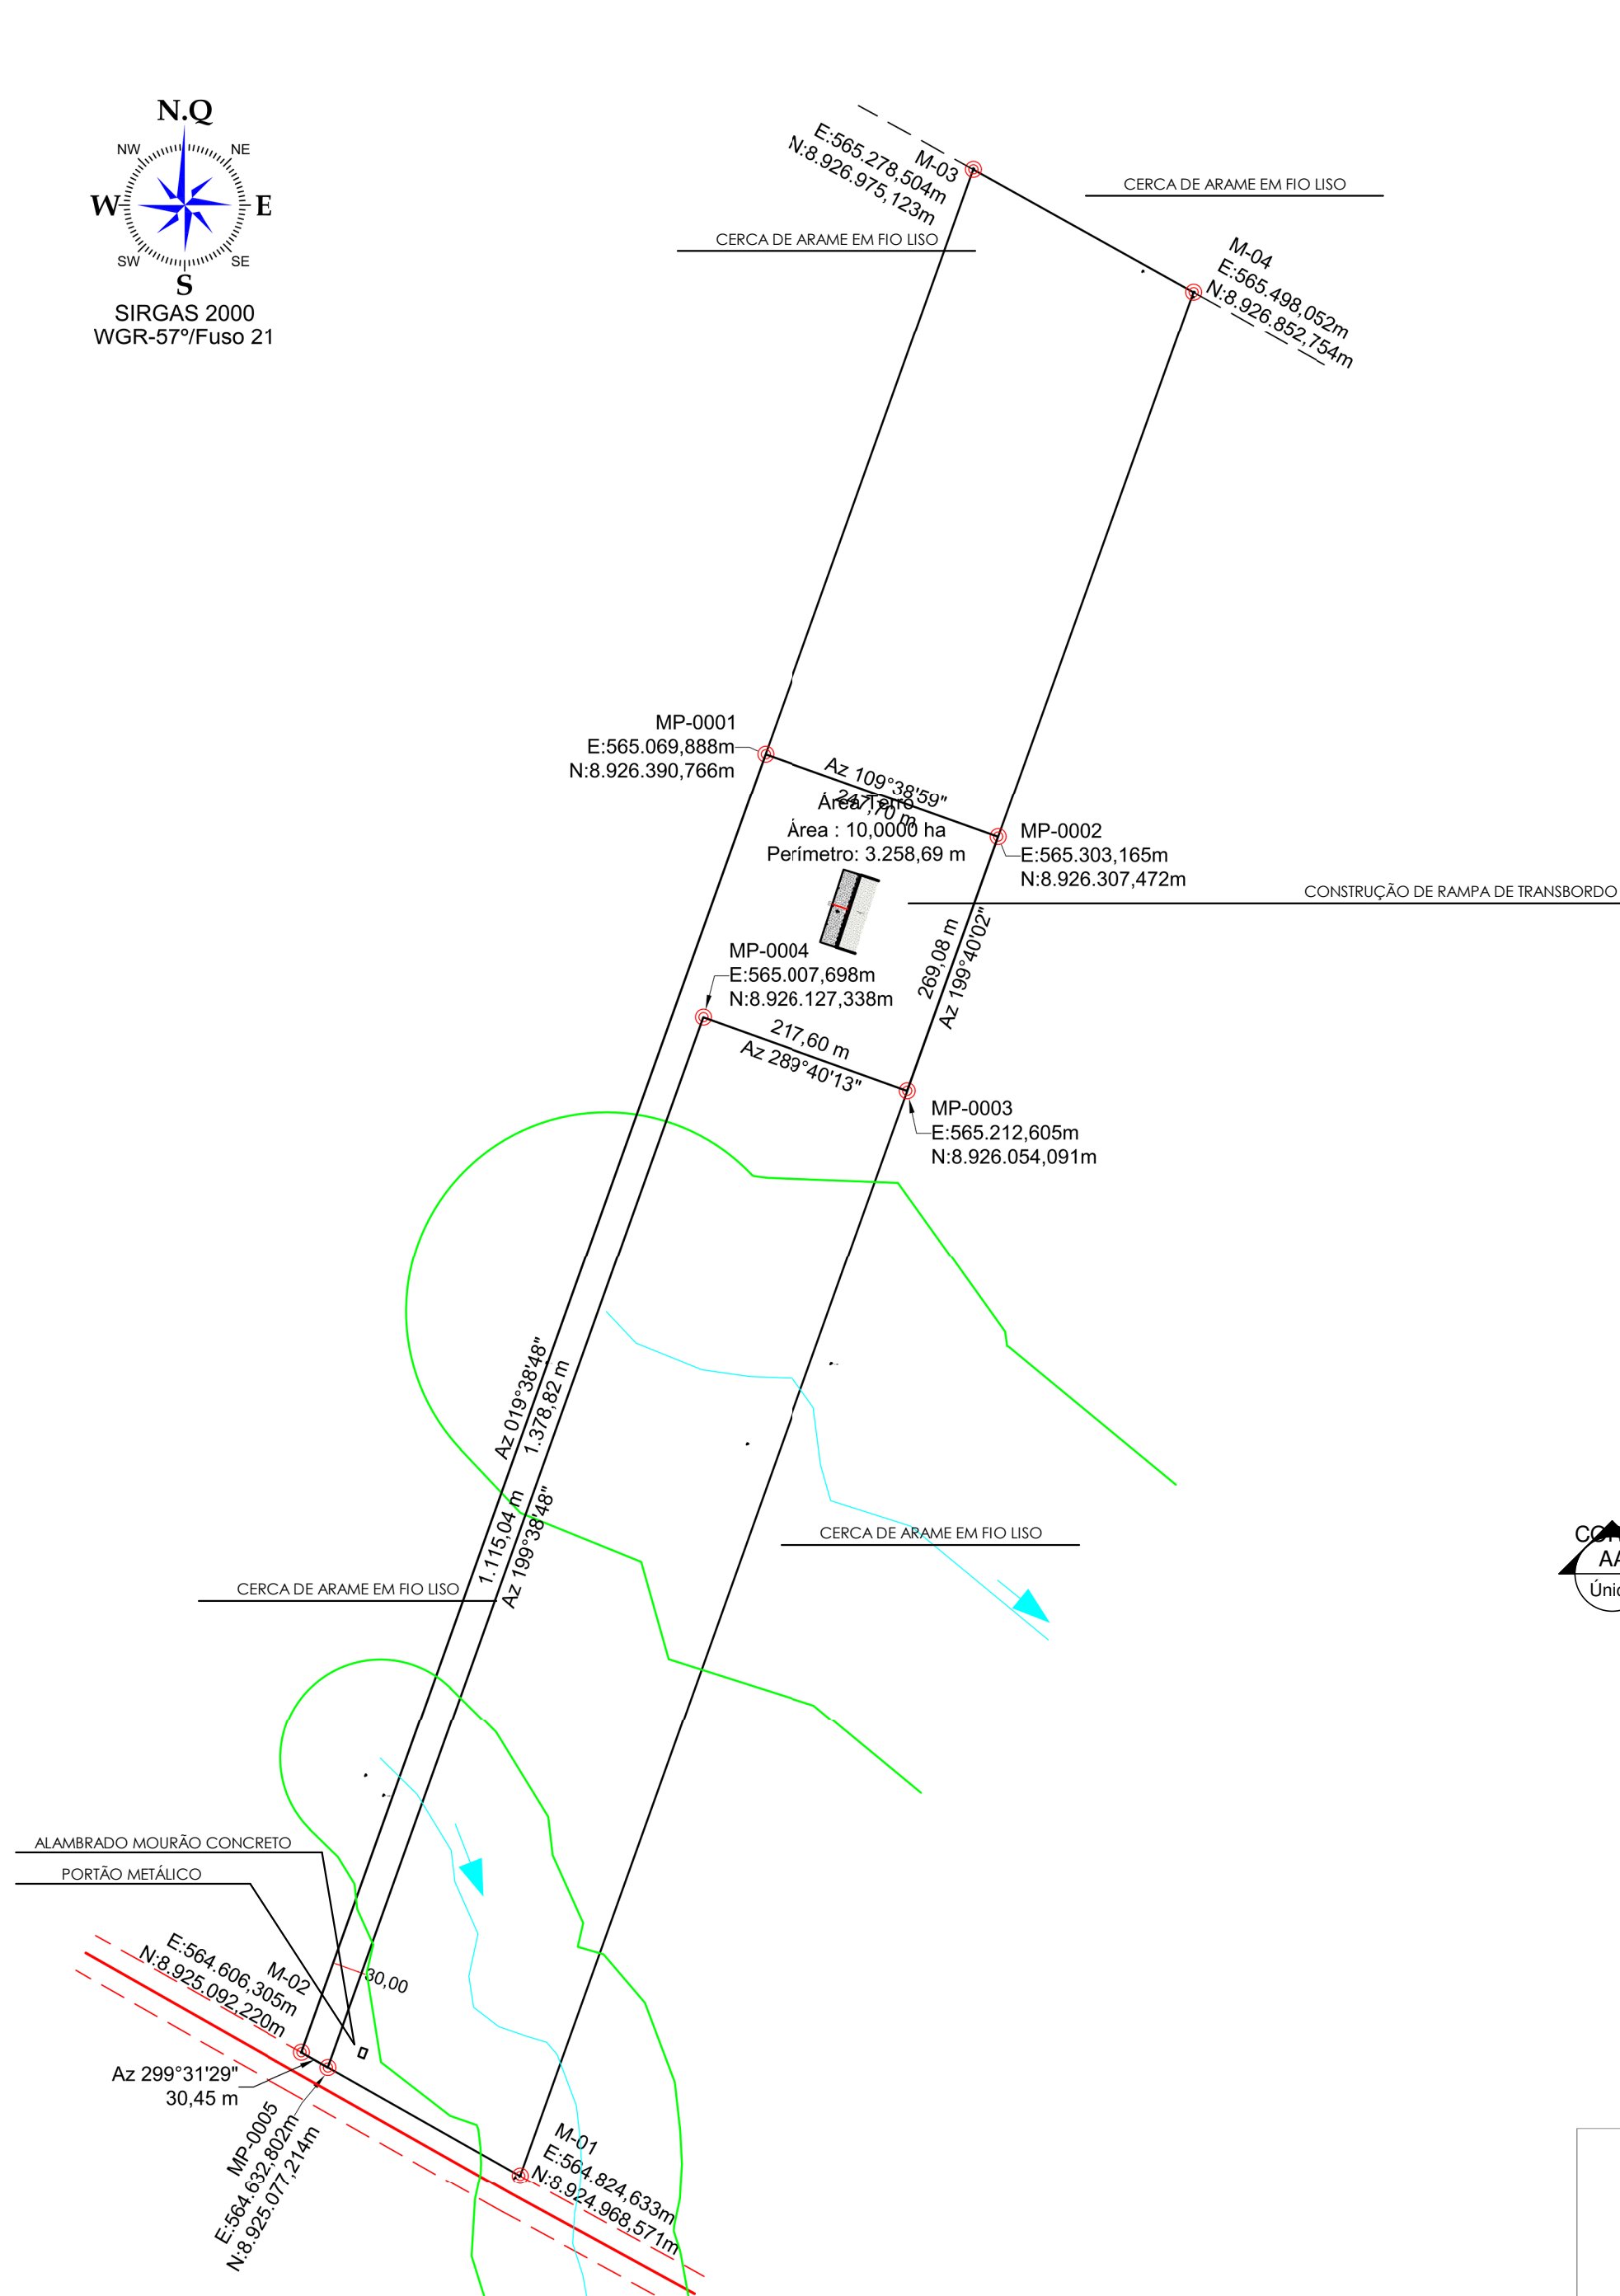 N.Q
NW
NE
W
E
SW
SE
S
SIRGAS 2000
WGR-57º/Fuso 21
M-03
E:565.278,504m
N:8.926.975,123m
CERCA DE ARAME EM FIO LISO
CERCA DE ARAME EM FIO LISO
M-04
E:565.498,052m
N:8.926.852,754m
MP-0001
E:565.069,888m
N:8.926.390,766m
Az 109°38'59"
247,70 m
Área Terro
Área : 10,0000 ha
Perímetro: 3.258,69 m
MP-0002
E:565.303,165m
N:8.926.307,472m
CONSTRUÇÃO DE RAMPA DE TRANSBORDO
269,08 m
Az 199°40'02"
MP-0004
E:565.007,698m
N:8.926.127,338m
217,60 m
Az 289°40'13"
MP-0003
E:565.212,605m
N:8.926.054,091m
Az 019°38'48"
1.378,82 m
1.115,04 m
Az 199°38'48"
CERCA DE ARAME EM FIO LISO
CERCA DE ARAME EM FIO LISO
AA
ALAMBRADO MOURÃO CONCRETO
PORTÃO METÁLICO
30,00
M-02
E:564.606,305m
N:8.925.092,220m
Az 299°31'29"
30,45 m
MP-0005
E:564.632,802m
N:8.925.077,214m
M-01
E:564.824,633m
N:8.924.968,571m